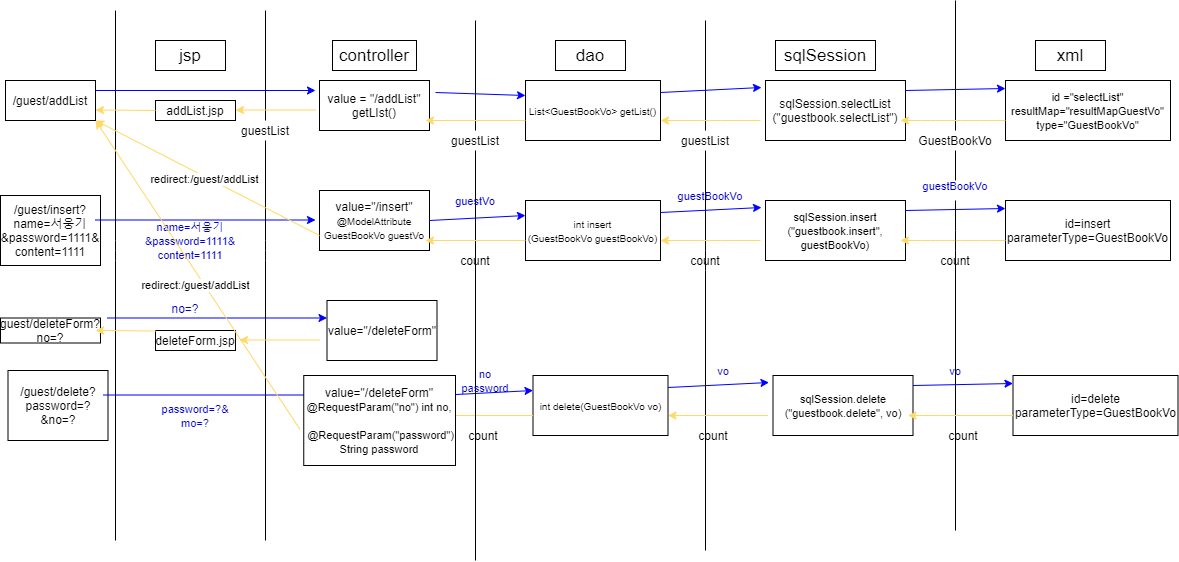 jsp
controller
dao
sqlSession
xml
/guest/addList
addList.jsp
value = "/addList"
getLIst()
List<GuestBookVo> getList()
sqlSession.selectList
("guestbook.selectList")
id ="selectList"
resultMap="resultMapGuestVo"
type="GuestBookVo"
guestList
guestList
guestList
GuestBookVo
redirect:/guest/addList
/guest/insert?
name=서웅기
&password=1111&
content=1111
name=서웅기
&password=1111&
content=1111
value="/insert"
@ModelAttribute
GuestBookVo guestVo
guestVo
int insert
(GuestBookVo guestBookVo)
guestBookVo
sqlSession.insert
("guestbook.insert",
guestBookVo)
guestBookVo
id=insert
parameterType=GuestBookVo
count
count
count
redirect:/guest/addList
guest/deleteForm?
no=?
no=?
deleteForm.jsp
value="/deleteForm"
/guest/delete?
password=?
&no=?
password=?&
mo=?
value="/deleteForm"
@RequestParam("no") int no,
@RequestParam("password")
String password
no
password
int delete(GuestBookVo vo)
vo
sqlSession.delete
("guestbook.delete", vo)
vo
id=delete
parameterType=GuestBookVo
count
count
count